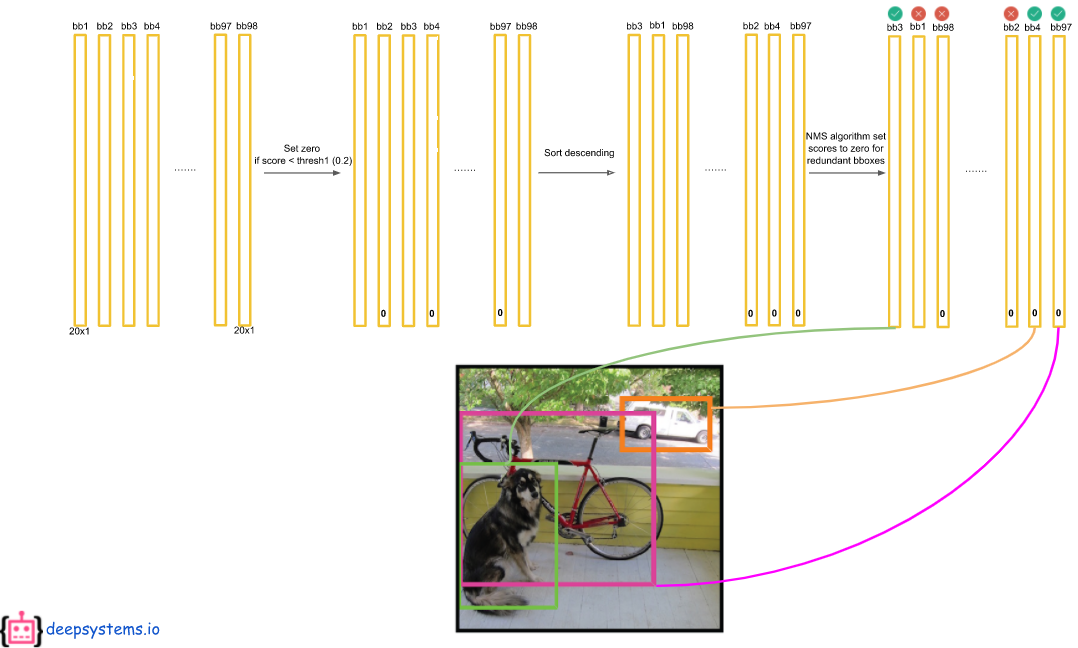 bb1 bb2 bb3 bb4 bb97 bb98
bb1 bb2 bb3 bb4 bb97 bb98
bb3 bb1 bb98 bb2 bb4 bb97
bb3 bb1 bb98 bb2 bb4 bb97
Set zero
if score < thresh1 (0.2)
Sort descending
NMS algorithm set
scores to zero for
redundant bboxes
....... ....... ....... .......
0 0 0
0 0 0
0 0 0 0
20x1 20x1
{ } deepsystems.io